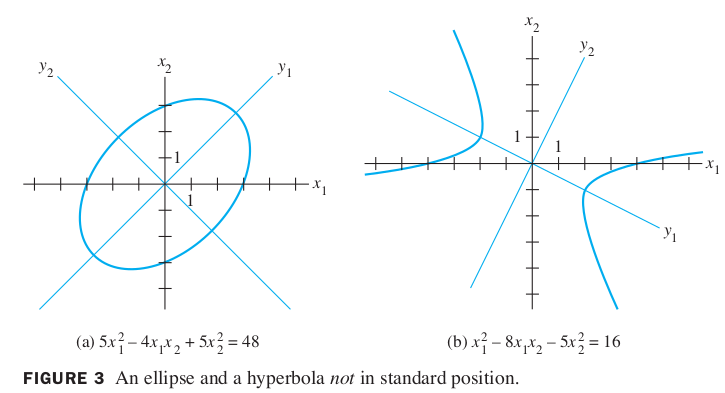 x₂
y₂
y₁
1
x₁
1
x₂
y₂
1
1
x₁
y₁
(a) 5x₁² – 4x₁x₂ + 5x₂² = 48
(b) x₁² – 8x₁x₂ – 5x₂² = 16
FIGURE 3 An ellipse and a hyperbola not in standard position.